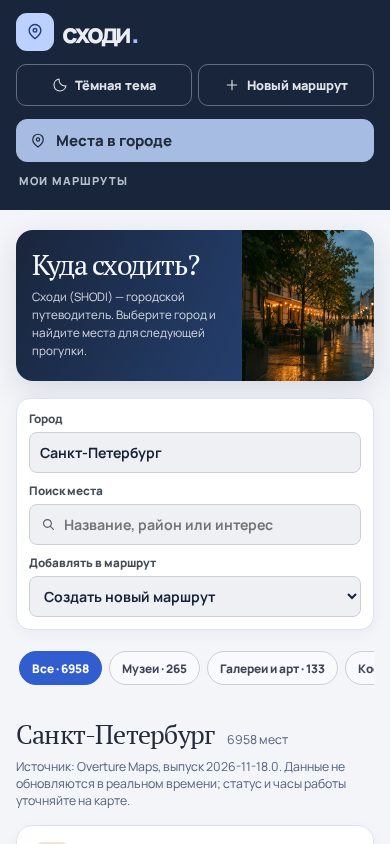 сходи.
Тёмная тема
Новый маршрут
Места в городе
МОИ МАРШРУТЫ
Куда сходить?
Сходи (SHODI) — городской
путеводитель. Выберите город и
найдите места для следующей
прогулки.
Город
Санкт-Петербург
Поиск места
Название, район или интерес
Добавлять в маршрут
Создать новый маршрут
Все · 6958
Музеи · 265
Галереи и арт · 133
Санкт-Петербург 6958 мест
Источник: Overture Maps, выпуск 2026-11-18.0. Данные не
обновляются в реальном времени; статус и часы работы
уточняйте на карте.